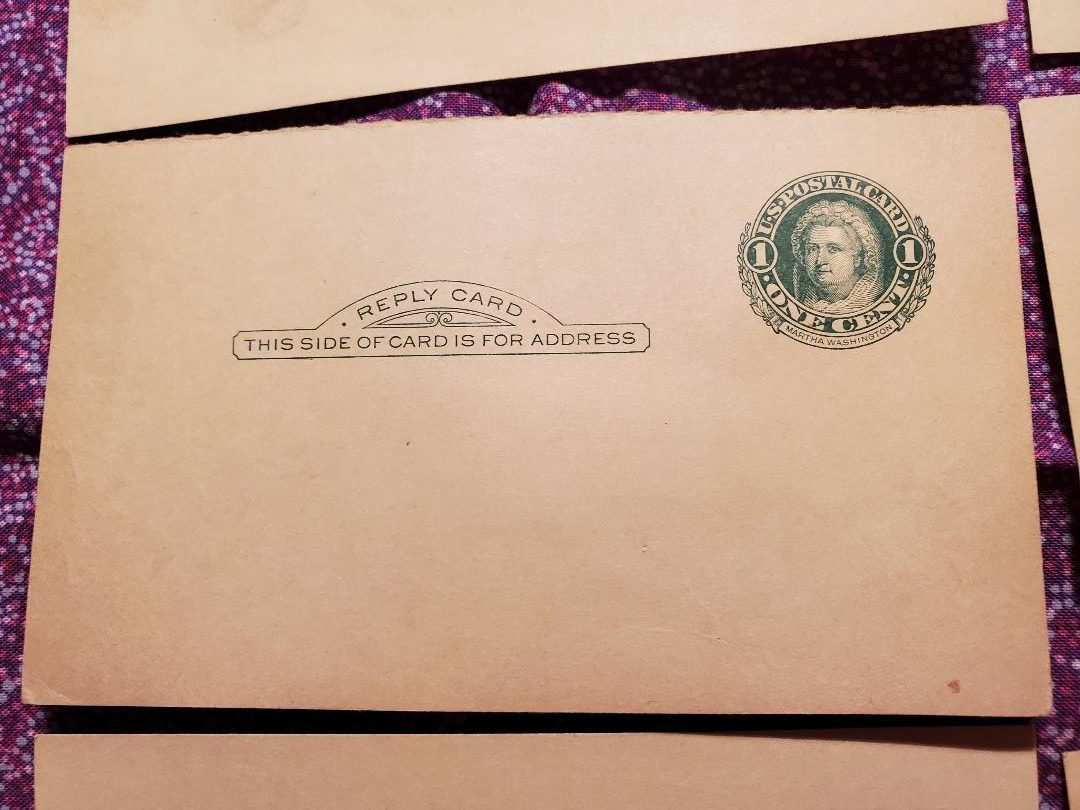 U.S. POSTAL CARD
1 1
ONE CENT
MARTHA WASHINGTON
REPLY CARD
THIS SIDE OF CARD IS FOR ADDRESS